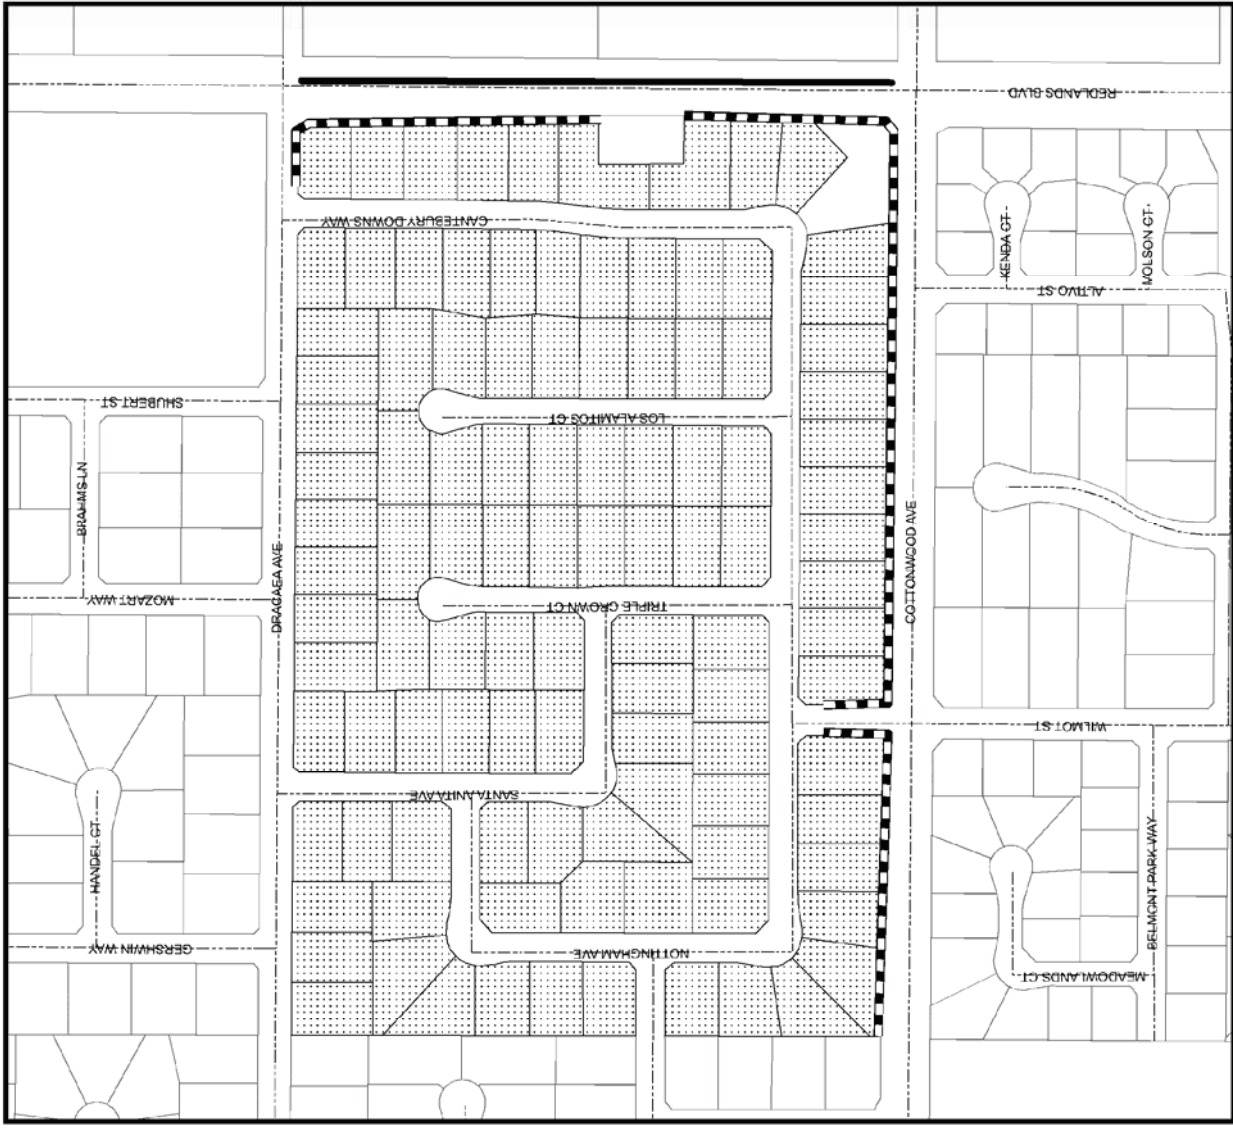 REDLANDS BLVD
CANTEBURY DOWNS WAY
KENDA CT
MOLSON CT
ALTIVO ST
SHUBERT ST
LOS ALAMITOS CT
BRAHMS LN
DRACAEA AVE
COTTONWOOD AVE
MOZART WAY
TRIPLE CROWN CT
WILMOT ST
SANTA ANITA AVE
HANDEL CT
BELMONT PARK WAY
GERSHWIN WAY
NOTTINGHAM AVE
MEADOWLANDS CT